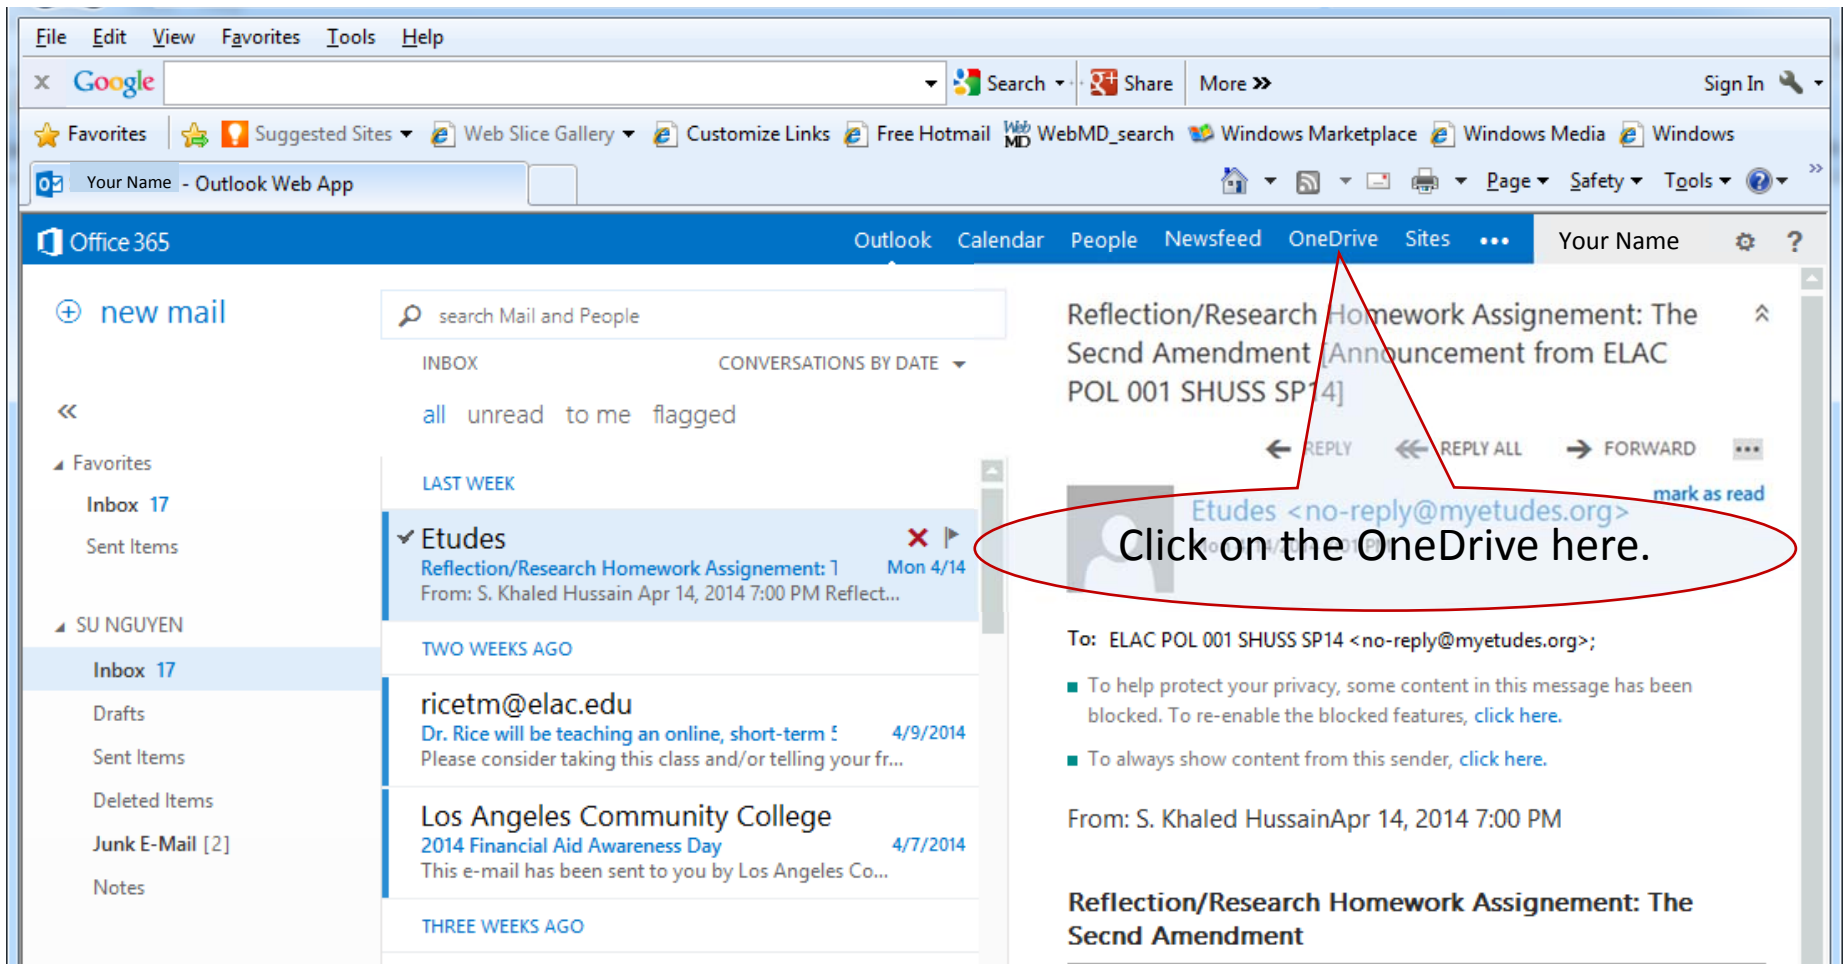 File Edit View Favorites Tools Help
x Google Search Share More » Sign In
Favorites Suggested Sites Web Slice Gallery Customize Links Free Hotmail WebMD_search Windows Marketplace Windows Media Windows
Your Name - Outlook Web App Page Safety Tools »
Office 365 Outlook Calendar People Newsfeed OneDrive Sites ••• Your Name ?
new mail
search Mail and People
INBOX CONVERSATIONS BY DATE
all unread to me flagged
Favorites
Inbox 17
Sent Items
SU NGUYEN
Inbox 17
Drafts
Sent Items
Deleted Items
Junk E-Mail [2]
Notes
LAST WEEK
Etudes
Reflection/Research Homework Assignement: T Mon 4/14
From: S. Khaled Hussain Apr 14, 2014 7:00 PM Reflect...
TWO WEEKS AGO
ricetm@elac.edu
Dr. Rice will be teaching an online, short-term 5 4/9/2014
Please consider taking this class and/or telling your fr...
Los Angeles Community College
2014 Financial Aid Awareness Day 4/7/2014
This e-mail has been sent to you by Los Angeles Co...
THREE WEEKS AGO
Reflection/Research Homework Assignement: The
Secnd Amendment [Announcement from ELAC
POL 001 SHUSS SP14]
REPLY REPLY ALL FORWARD •••
mark as read
Etudes <no-reply@myetudes.org>
Click on the OneDrive here.
To: ELAC POL 001 SHUSS SP14 <no-reply@myetudes.org>;
To help protect your privacy, some content in this message has been
blocked. To re-enable the blocked features, click here.
To always show content from this sender, click here.
From: S. Khaled HussainApr 14, 2014 7:00 PM
Reflection/Research Homework Assignement: The
Secnd Amendment